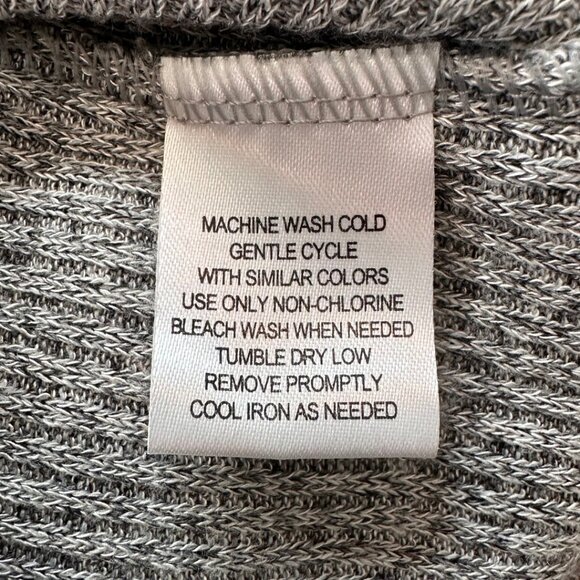 MACHINE WASH COLD
GENTLE CYCLE
WITH SIMILAR COLORS
USE ONLY NON-CHLORINE
BLEACH WASH WHEN NEEDED
TUMBLE DRY LOW
REMOVE PROMPTLY
COOL IRON AS NEEDED